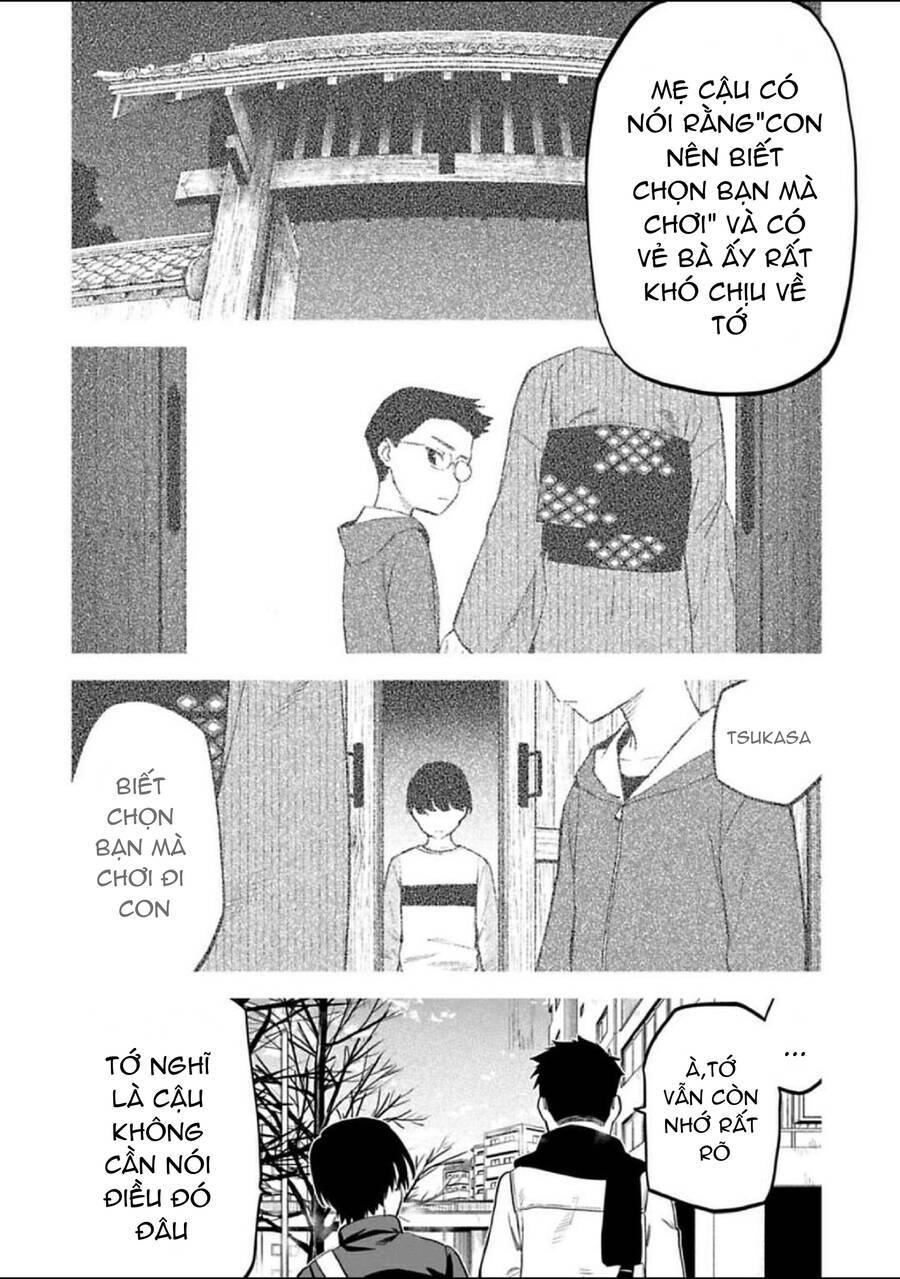 MẸ CẬU CÓ
NÓI RẰNG"CON
NÊN BIẾT
CHỌN BẠN MÀ
CHƠI" VÀ CÓ
VẺ BÀ ẤY RẤT
KHÓ CHỊU VỀ
TỚ
TSUKASA
BIẾT
CHỌN
BẠN MÀ
CHƠI ĐI
CON
...
À,TỚ
VẪN CÒN
NHỚ RẤT
RÕ
TỚ NGHĨ
LÀ CẬU
KHÔNG
CẦN NÓI
ĐIỀU ĐÓ
ĐÂU